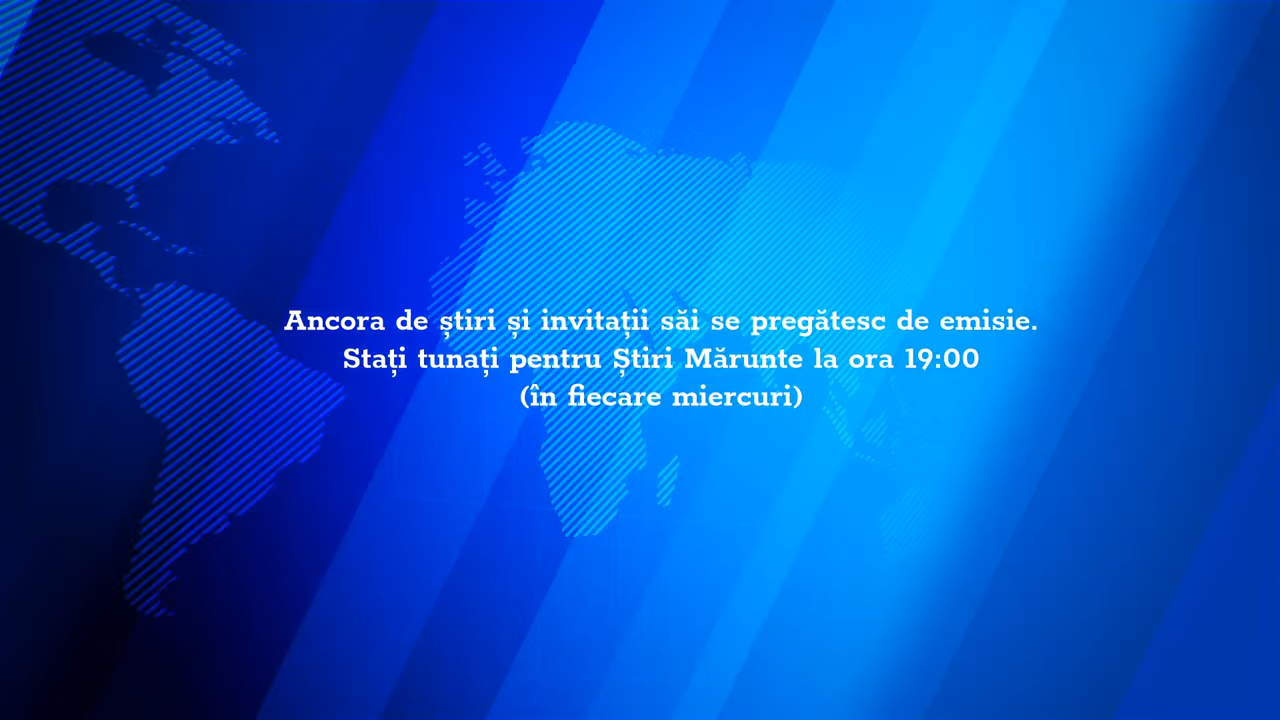 Ancora de știri și invitații săi se pregătesc de emisie.
Stați tunați pentru Știri Mărunte la ora 19:00
(în fiecare miercuri)